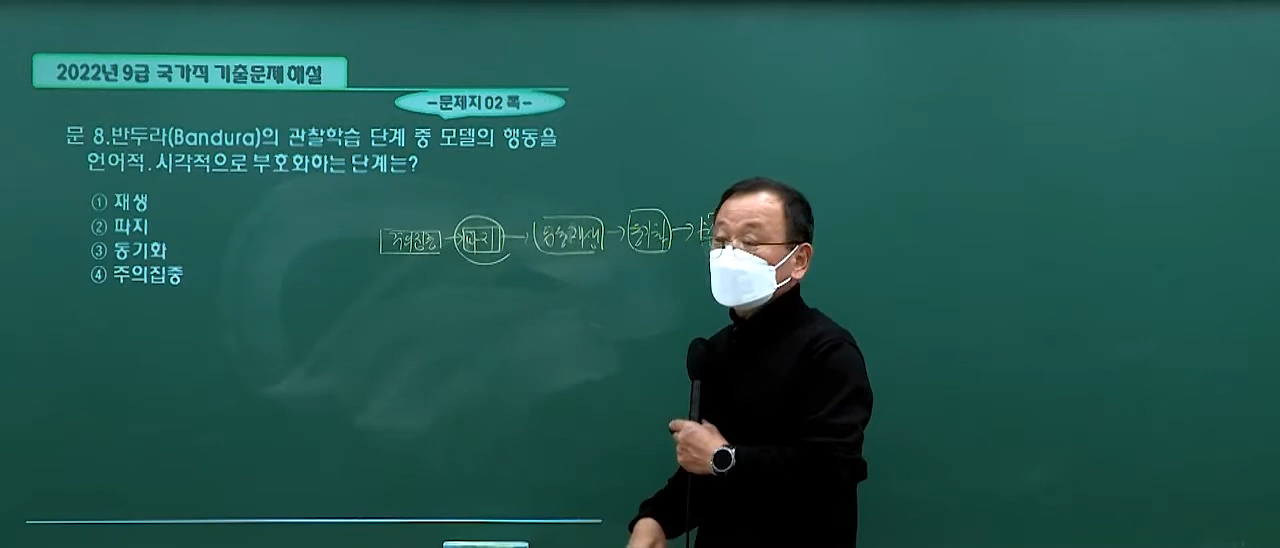 2022년 9급 국가직 기출문제 해설
-문제지 02 쪽-
문 8.반두라(Bandura)의 관찰학습 단계 중 모델의 행동을
언어적.시각적으로 부호화하는 단계는?
① 재생
② 파지
③ 동기화
④ 주의집중
주의집중 → 파지 → 동기화 →